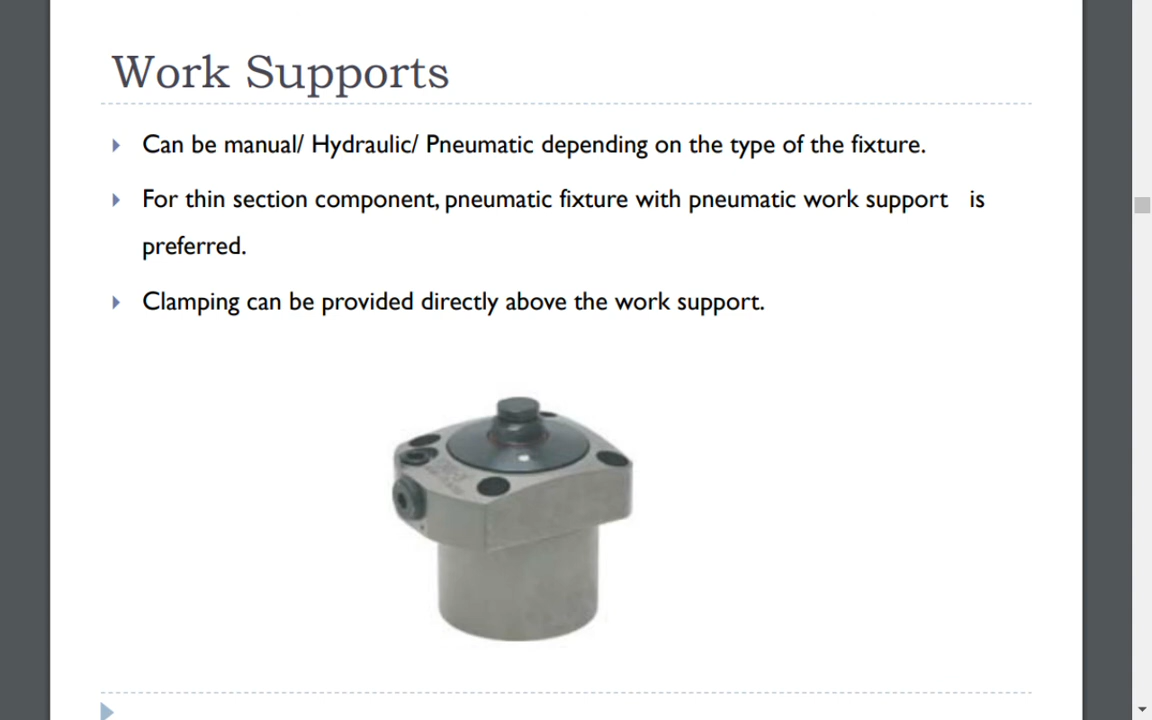 Work Supports
Can be manual/ Hydraulic/ Pneumatic depending on the type of the fixture.
For thin section component, pneumatic fixture with pneumatic work support is
preferred.
Clamping can be provided directly above the work support.